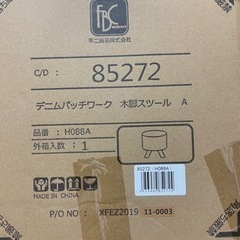 FBC
木二貿易株式会社
C/D : 85272
デニムパッチワーク 木脚スツール A
品番 : H088A
外箱入数 : 1
85272 H088A
MADE IN CHINA
P/O NO : XFEZ2019 11-0003